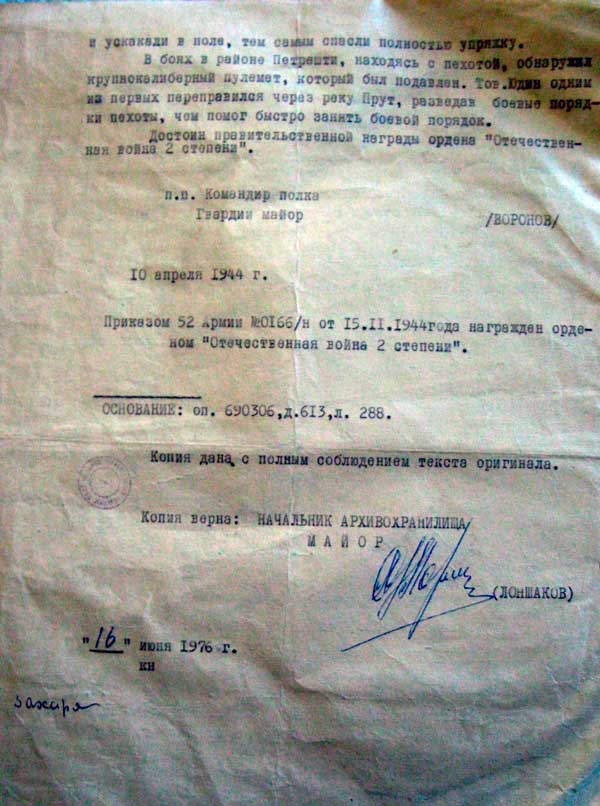 и ускакали в поле, тем самым спасли полностью упряжку.
В боях в районе Петрешти, находясь с пехотой, обнаружил
крупнокалиберный пулемет, который был подавлен. Тов.Юдин одним
из первых переправился через реку Прут, разведав боевые поряд-
ки пехоты, чем помог быстро занять боевой порядок.
Достоин правительственной награды ордена "Отечествен-
ная война 2 степени".
п.п. Командир полка
Гвардии майор /ВОРОНОВ/
10 апреля 1944 г.
Приказом 52 Армии №0166/н от 15.11.1944года награжден орде-
ном "Отечественная война 2 степени".
ОСНОВАНИЕ: оп. 690306,д.613,л. 288.
Копия дана с полным соблюдением текста оригинала.
Копия верна: НАЧАЛЬНИК АРХИВОХРАНИЛИЩА
МАЙОР
(ЛОНШАКОВ)
"16" июня 1976 г.
кн